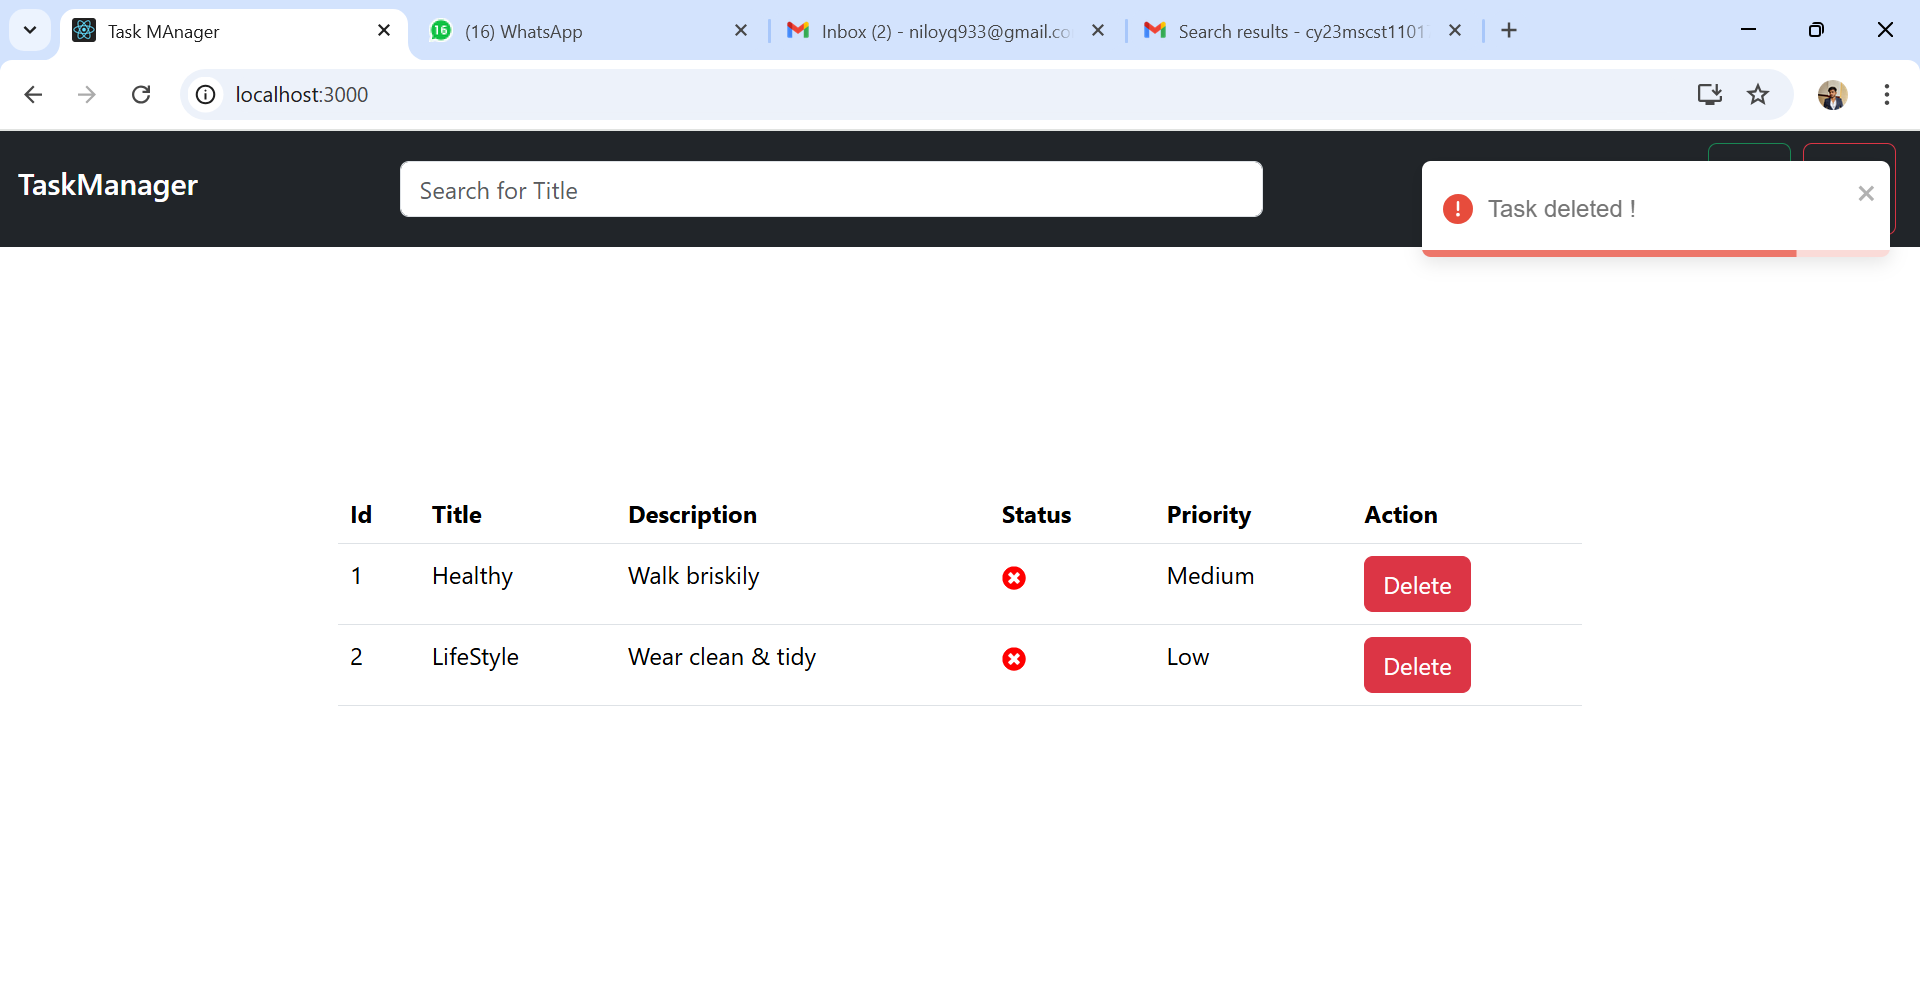 Task MAnager
16 (16) WhatsApp
Inbox (2) - niloyq933@gmail.co
Search results - cy23mscst1101
localhost:3000
TaskManager
Search for Title
Task deleted !
Id Title Description Status Priority Action
1 Healthy Walk briskily Medium Delete
2 LifeStyle Wear clean & tidy Low Delete